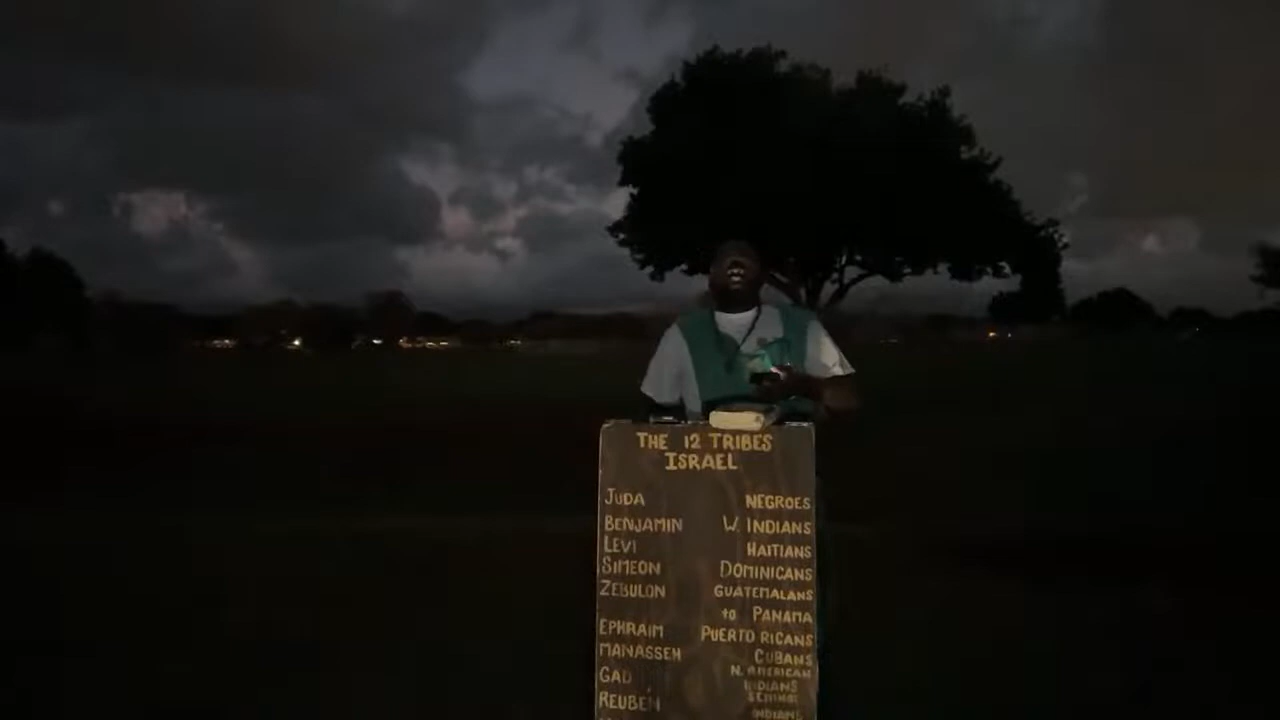 THE 12 TRIBES
ISRAEL
JUDA NEGROES
BENJAMIN W. INDIANS
LEVI HAITIANS
SIMEON DOMINICANS
ZEBULON GUATEMALANS
to PANAMA
EPHRAIM PUERTO RICANS
MANASSEH CUBANS
GAD N. AMERICAN
INDIANS
REUBEN SEMINOL
INDIANS